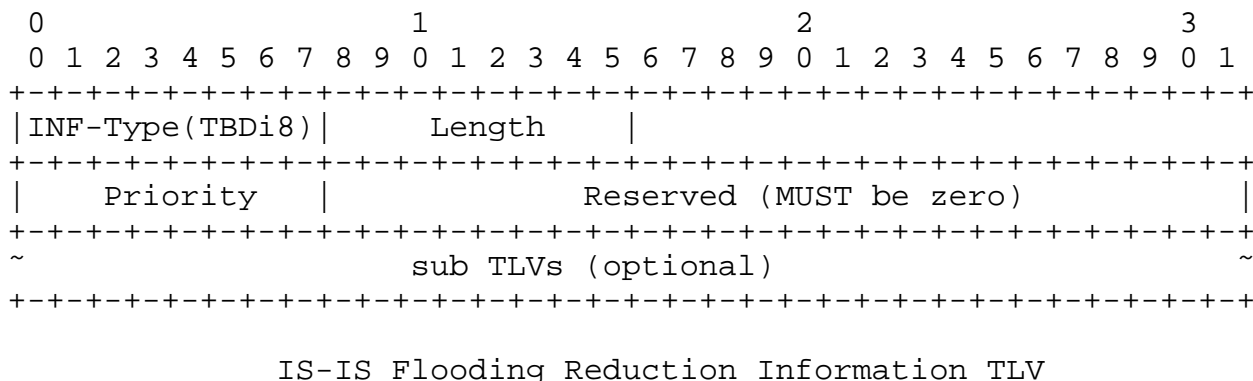 0                   1                   2                   3
0 1 2 3 4 5 6 7 8 9 0 1 2 3 4 5 6 7 8 9 0 1 2 3 4 5 6 7 8 9 0 1
+-+-+-+-+-+-+-+-+-+-+-+-+-+-+-+-+-+-+-+-+-+-+-+-+-+-+-+-+-+-+-+-+
|INF-Type(TBDi8)|     Length    |
+-+-+-+-+-+-+-+-+-+-+-+-+-+-+-+-+-+-+-+-+-+-+-+-+-+-+-+-+-+-+-+-+
|    Priority   |             Reserved (MUST be zero)           |
+-+-+-+-+-+-+-+-+-+-+-+-+-+-+-+-+-+-+-+-+-+-+-+-+-+-+-+-+-+-+-+-+
~                    sub TLVs (optional)                        ~
+-+-+-+-+-+-+-+-+-+-+-+-+-+-+-+-+-+-+-+-+-+-+-+-+-+-+-+-+-+-+-+-+
IS-IS Flooding Reduction Information TLV